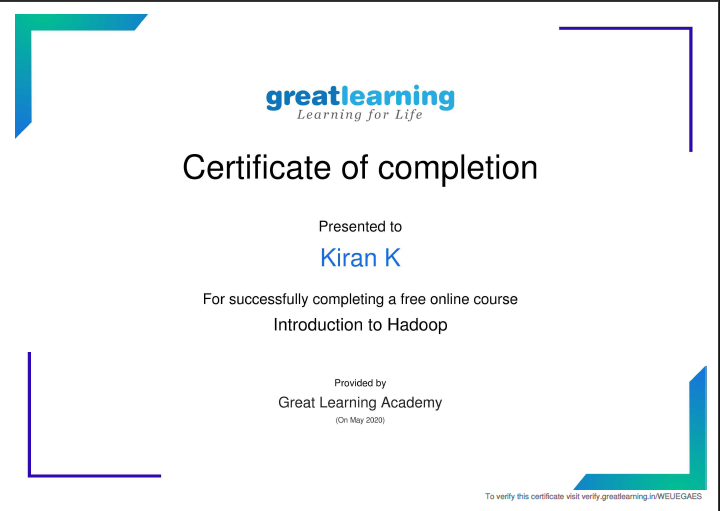 greatlearning
Learning for Life
Certificate of completion
Presented to
Kiran K
For successfully completing a free online course
Introduction to Hadoop
Provided by
Great Learning Academy
(On May 2020)
To verify this certificate visit verify.greatlearning.in/WEUEGAES